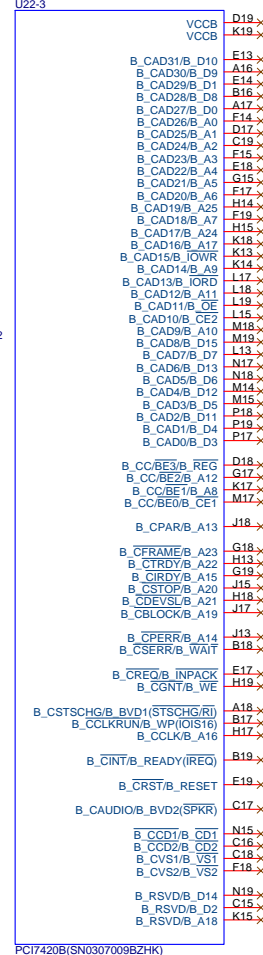 U22-3
VCCB D19
VCCB K19
B_CAD31/B_D10 E13
B_CAD30/B_D9 A16
B_CAD29/B_D1 E14
B_CAD28/B_D8 B16
B_CAD27/B_D0 A17
B_CAD26/B_A0 F14
B_CAD25/B_A1 D17
B_CAD24/B_A2 C19
B_CAD23/B_A3 F15
B_CAD22/B_A4 E18
B_CAD21/B_A5 G15
B_CAD20/B_A6 F17
B_CAD19/B_A25 H14
B_CAD18/B_A7 F19
B_CAD17/B_A24 H15
B_CAD16/B_A17 K18
B_CAD15/B_IOWR K13
B_CAD14/B_A9 K14
B_CAD13/B_IORD L17
B_CAD12/B_A11 L18
B_CAD11/B_OE L19
B_CAD10/B_CE2 L15
B_CAD9/B_A10 M18
B_CAD8/B_D15 M19
B_CAD7/B_D7 L13
B_CAD6/B_D13 N17
B_CAD5/B_D6 N18
B_CAD4/B_D12 M14
B_CAD3/B_D5 M15
B_CAD2/B_D11 P18
B_CAD1/B_D4 P19
B_CAD0/B_D3 P17
B_CC/BE3/B_REG D18
B_CC/BE2/B_A12 G17
B_CC/BE1/B_A8 K17
B_CC/BE0/B_CE1 M17
B_CPAR/B_A13 J18
B_CFRAME/B_A23 G18
B_CTRDY/B_A22 H13
B_CIRDY/B_A15 G19
B_CSTOP/B_A20 J15
B_CDEVSL/B_A21 H18
B_CBLOCK/B_A19 J17
B_CPERR/B_A14 J13
B_CSERR/B_WAIT B18
B_CREQ/B_INPACK E17
B_CGNT/B_WE H19
B_CSTSCHG/B_BVD1(STSCHG/RI) A18
B_CCLKRUN/B_WP(IOIS16) B17
B_CCLK/B_A16 H17
B_CINT/B_READY(IREQ) B19
B_CRST/B_RESET E19
B_CAUDIO/B_BVD2(SPKR) C17
B_CCD1/B_CD1 N15
B_CCD2/B_CD2 C16
B_CVS1/B_VS1 C18
B_CVS2/B_VS2 F18
B_RSVD/B_D14 N19
B_RSVD/B_D2 C15
B_RSVD/B_A18 K15
PCI7420B(SN0307009BZHK)